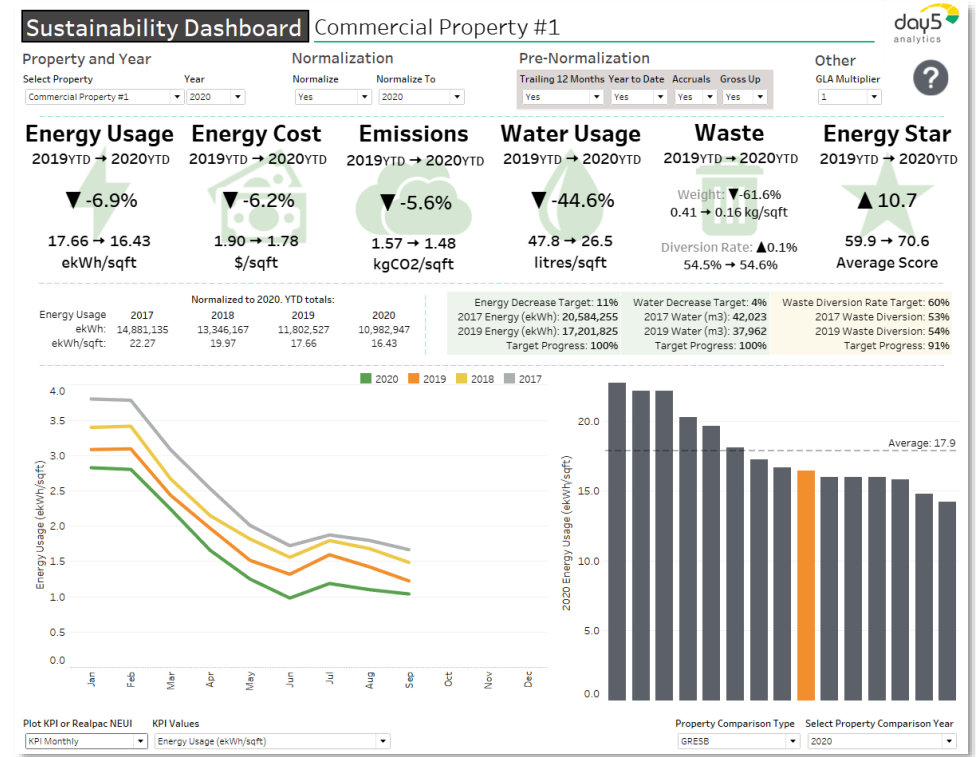 Sustainability Dashboard Commercial Property #1
day5
analytics
Property and Year Normalization Pre-Normalization Other
Select Property Year Normalize Normalize To Trailing 12 Months Year to Date Accruals Gross Up GLA Multiplier
Commercial Property #1 2020 Yes 2020 Yes Yes Yes Yes 1
?
Energy Usage Energy Cost Emissions Water Usage Waste Energy Star
2019YTD → 2020YTD 2019YTD → 2020YTD 2019YTD → 2020YTD 2019YTD → 2020YTD 2019YTD → 2020YTD 2019YTD → 2020YTD
▼ -6.9% ▼ -6.2% ▼ -5.6% ▼ -44.6% Weight: ▼-61.6% ▲ 10.7
0.41 → 0.16 kg/sqft
17.66 → 16.43 1.90 → 1.78 1.57 → 1.48 47.8 → 26.5 Diversion Rate: ▲0.1% 59.9 → 70.6
ekWh/sqft $/sqft kgCO2/sqft litres/sqft 54.5% → 54.6% Average Score
Normalized to 2020. YTD totals:
Energy Usage 2017 2018 2019 2020
ekWh: 14,881,135 13,346,167 11,802,527 10,982,947
ekWh/sqft: 22.27 19.97 17.66 16.43
Energy Decrease Target: 11% Water Decrease Target: 4% Waste Diversion Rate Target: 60%
2017 Energy (ekWh): 20,584,255 2017 Water (m3): 42,023 2017 Waste Diversion: 53%
2019 Energy (ekWh): 17,201,825 2019 Water (m3): 37,962 2019 Waste Diversion: 54%
Target Progress: 100% Target Progress: 100% Target Progress: 91%
2020 2019 2018 2017
4.0
3.5
3.0
2.5
2.0
1.5
1.0
0.5
0.0
Energy Usage (ekWh/sqft)
Jan Feb Mar Apr May Jun Jul Aug Sep Oct Nov Dec
20.0
15.0
10.0
5.0
0.0
2020 Energy Usage (ekWh/sqft)
Average: 17.9
Plot KPI or Realpac NEUI KPI Values Property Comparison Type Select Property Comparison Year
KPI Monthly Energy Usage (ekWh/sqft) GRESB 2020